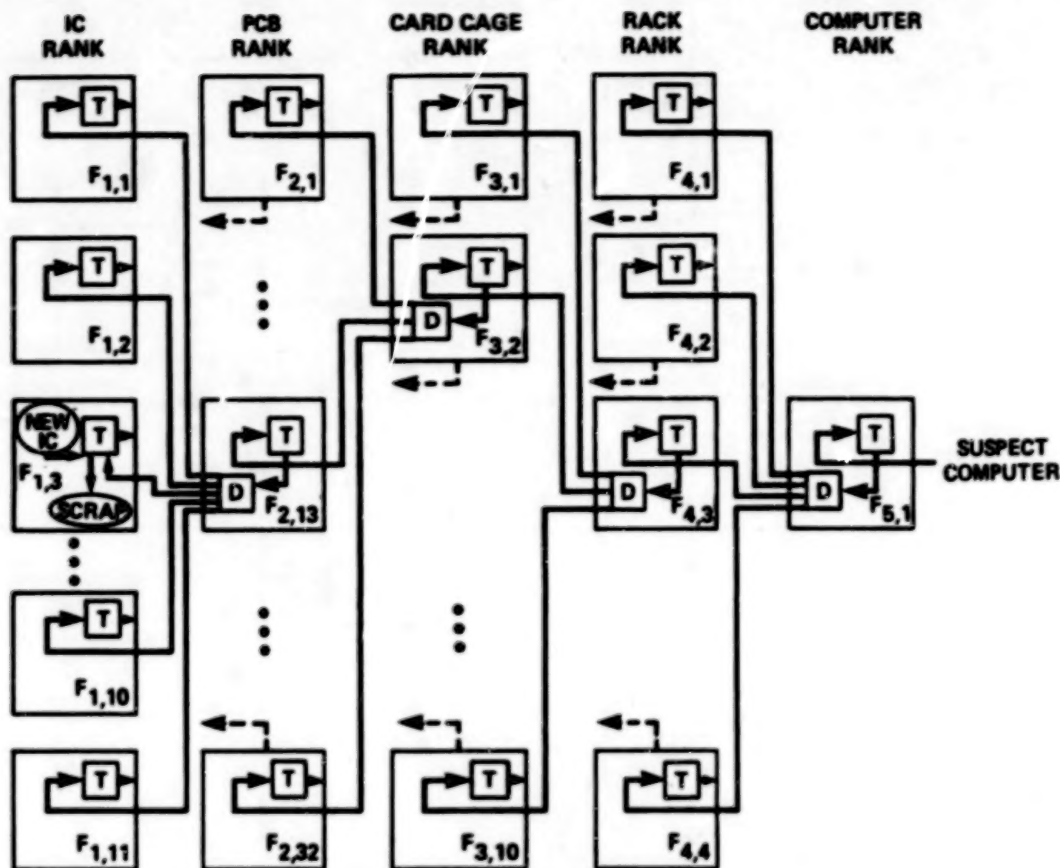 IC RANK
PCB RANK
CARD CAGE RANK
RACK RANK
COMPUTER RANK
T
F1,1
T
F2,1
T
F3,1
T
F4,1
T
F1,2
T
D
F3,2
T
F4,2
NEW IC
T
F1,3
SCRAP
T
D
F2,13
T
D
F4,3
T
D
F5,1
SUSPECT COMPUTER
T
F1,10
T
F1,11
T
F2,32
T
F3,10
T
F4,4